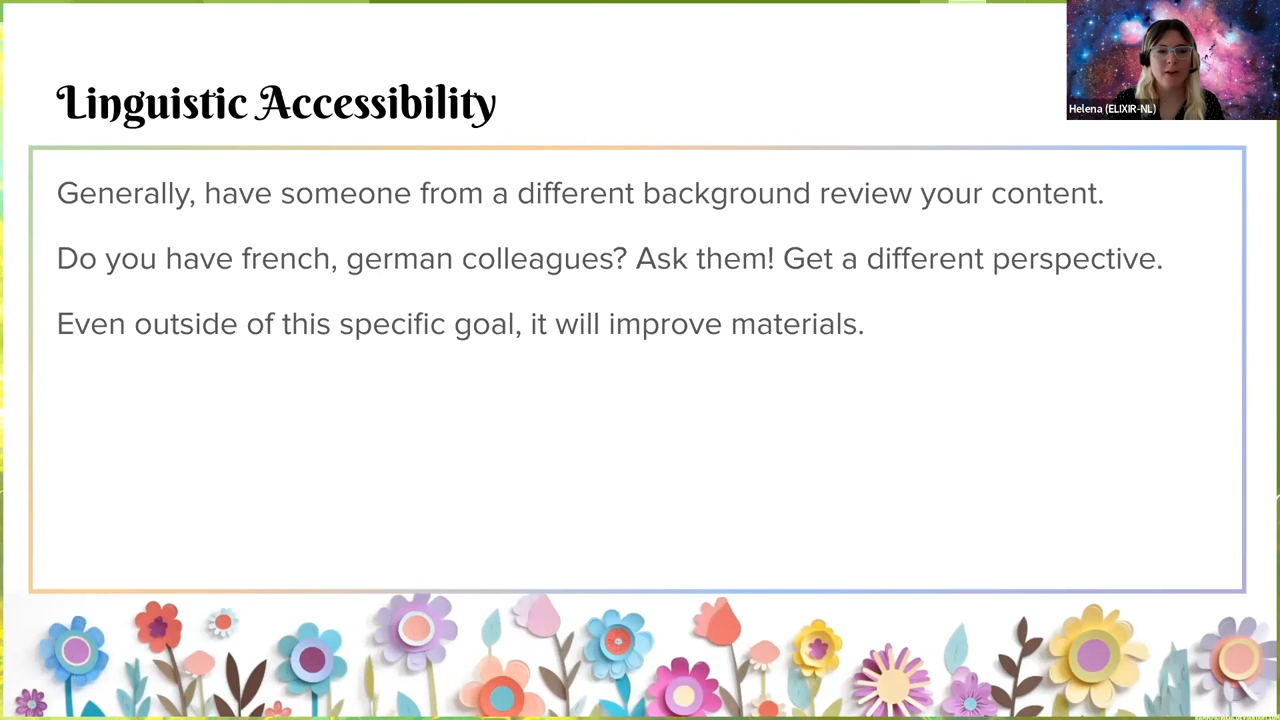 Linguistic Accessibility
Helena (ELIXIR-NL)
Generally, have someone from a different background review your content.
Do you have french, german colleagues? Ask them! Get a different perspective.
Even outside of this specific goal, it will improve materials.